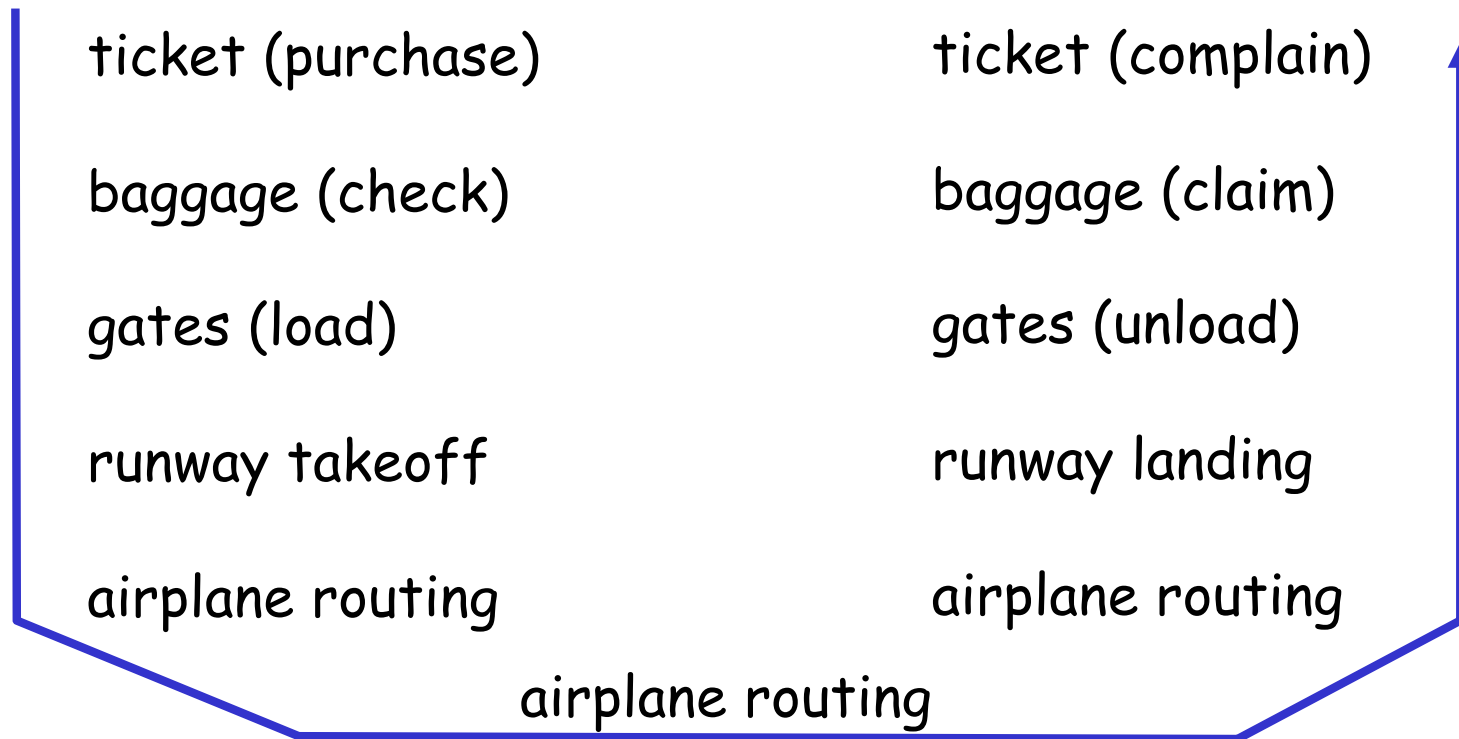 ticket (purchase)
baggage (check)
gates (load)
runway takeoff
airplane routing
ticket (complain)
baggage (claim)
gates (unload)
runway landing
airplane routing
airplane routing